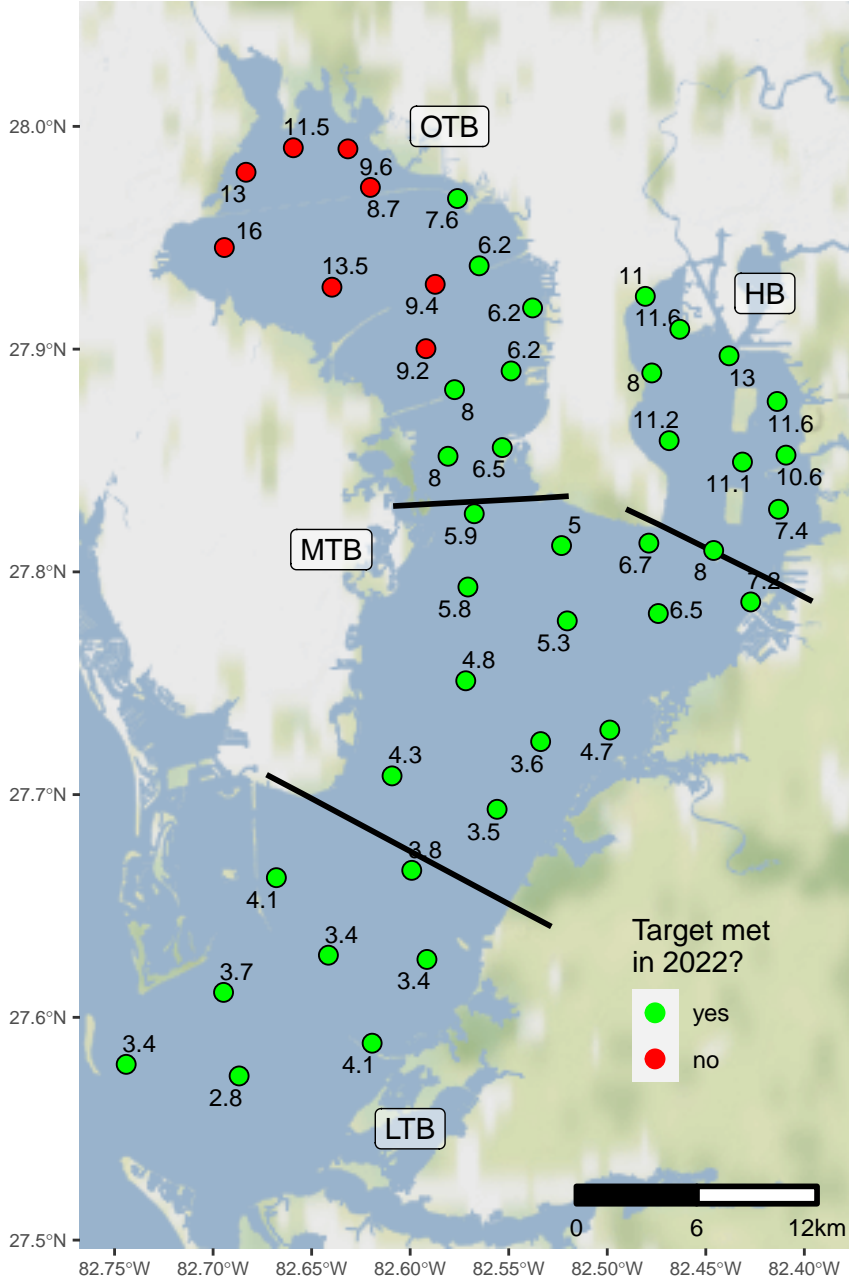 28.0°N
27.9°N
27.8°N
27.7°N
27.6°N
27.5°N
OTB
11.5
9.6
13
8.7
7.6
16
6.2
13.5
9.4
6.2
9.2
6.2
8
8
6.5
HB
11
11.6
13
8
11.6
11.2
11.1
10.6
7.4
MTB
5.9
5
6.7
8
7.2
5.8
5.3
6.5
4.8
3.6
4.7
4.3
3.5
3.8
4.1
3.4
3.4
3.7
3.4
4.1
2.8
LTB
Target met
in 2022?
yes
no
0 6 12km
82.75°W 82.70°W 82.65°W 82.60°W 82.55°W 82.50°W 82.45°W 82.40°W